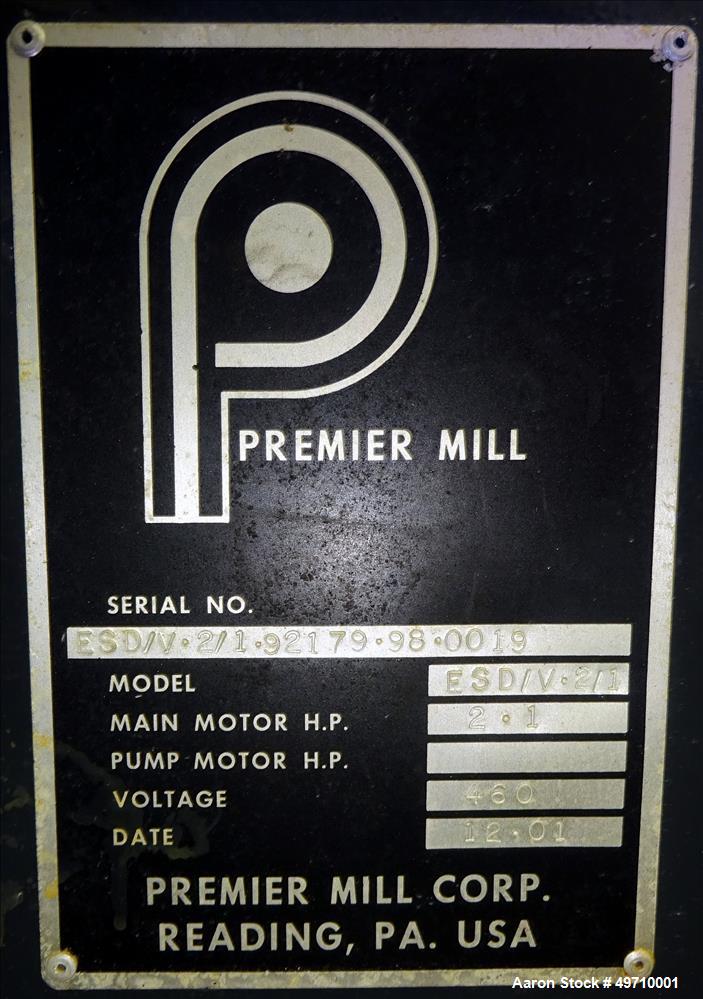 PREMIER MILL
SERIAL NO.
ESD/V·2/1·92179·98·0019
MODEL ESD/V·2/1
MAIN MOTOR H.P. 2·1
PUMP MOTOR H.P.
VOLTAGE 460
DATE 12·01
PREMIER MILL CORP.
READING, PA. USA
Aaron Stock # 49710001